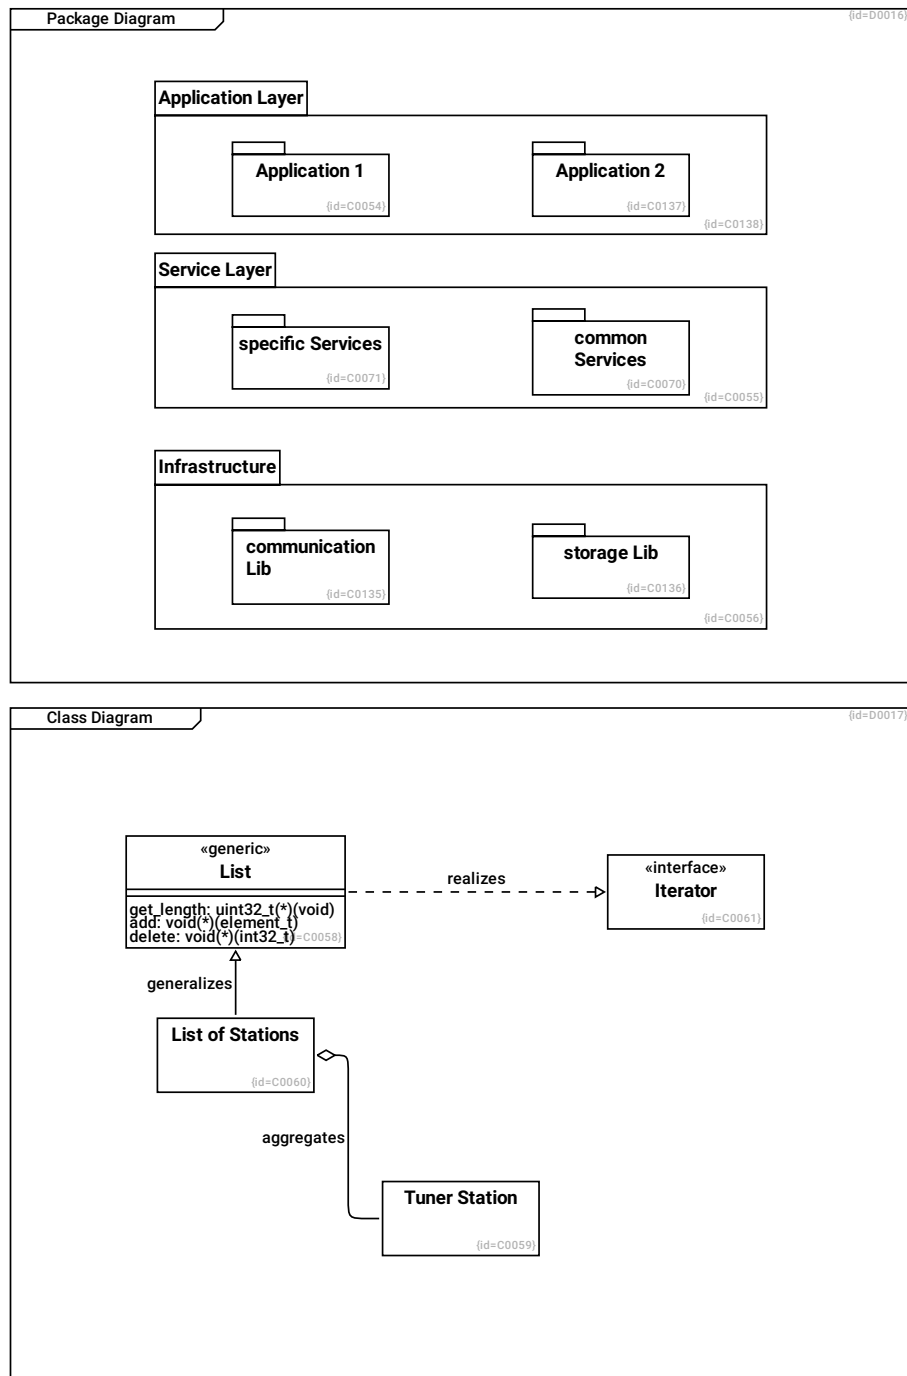 Package Diagram
{id=D0016}
Application Layer
Application 1
{id=C0054}
Application 2
{id=C0137}
{id=C0138}
Service Layer
specific Services
{id=C0071}
common
Services
{id=C0070}
{id=C0055}
Infrastructure
communication
Lib
{id=C0135}
storage Lib
{id=C0136}
{id=C0056}
Class Diagram
{id=D0017}
«generic»
List
get_length: uint32_t(*)(void)
add: void(*)(element_t)
delete: void(*)(int32_t)
=C0058}
realizes
«interface»
Iterator
{id=C0061}
generalizes
List of Stations
{id=C0060}
aggregates
Tuner Station
{id=C0059}